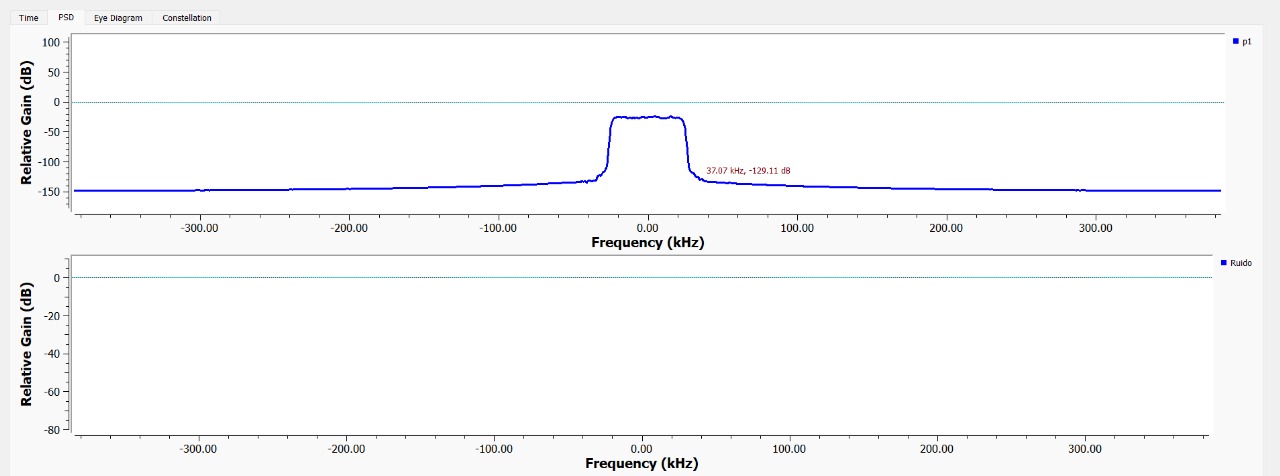 Time PSD Eye Diagram Constellation
p1
Relative Gain (dB)
100
50
0
-50
-100
-150
37.07 kHz, -129.11 dB
-300.00 -200.00 -100.00 0.00 100.00 200.00 300.00
Frequency (kHz)
Ruido
Relative Gain (dB)
0
-20
-40
-60
-80
-300.00 -200.00 -100.00 0.00 100.00 200.00 300.00
Frequency (kHz)